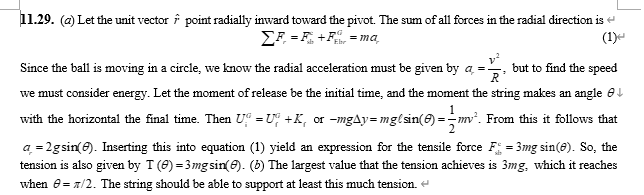 11.29. (a) Let the unit vector r̂ point radially inward toward the pivot. The sum of all forces in the radial direction is
∑F_r = F^c_sb + F^G_Ebr = ma_r (1)
Since the ball is moving in a circle, we know the radial acceleration must be given by a_r = v²/R, but to find the speed
we must consider energy. Let the moment of release be the initial time, and the moment the string makes an angle θ
with the horizontal the final time. Then U^G_i = U^G_f + K_f or −mgΔy = mgℓsin(θ) = 1/2 mv². From this it follows that
a_r = 2g sin(θ). Inserting this into equation (1) yield an expression for the tensile force F^c_sb = 3mg sin(θ). So, the
tension is also given by T (θ) = 3mg sin(θ). (b) The largest value that the tension achieves is 3mg, which it reaches
when θ = π/2. The string should be able to support at least this much tension.